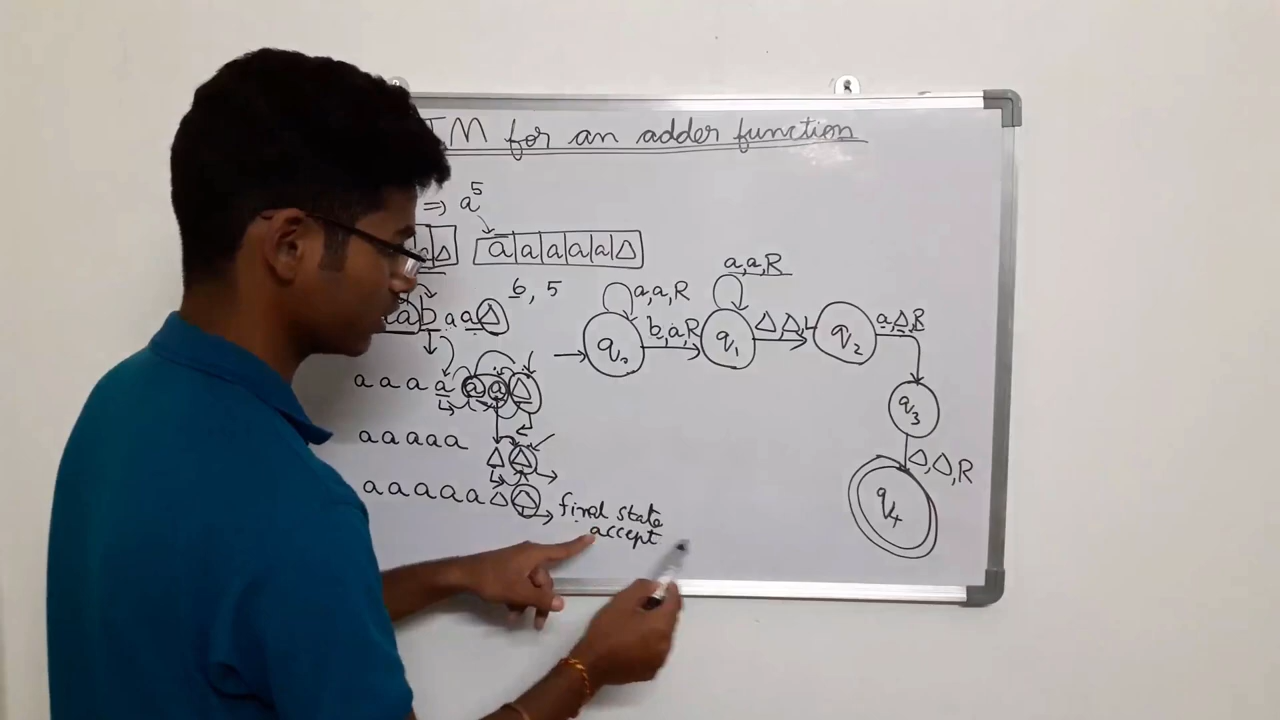 TM for an adder function
⇒ a⁵
a Δ a a a a a Δ
6, 5
a b a a Δ
a a a a a a Δ
a a a a a
Δ Δ
a a a a a Δ Δ
final state
accept
a,a,R
a,a,R
b,a,R
Δ,Δ,L
a,Δ,R
Δ,Δ,R
q₀
q₁
q₂
q₃
q₄